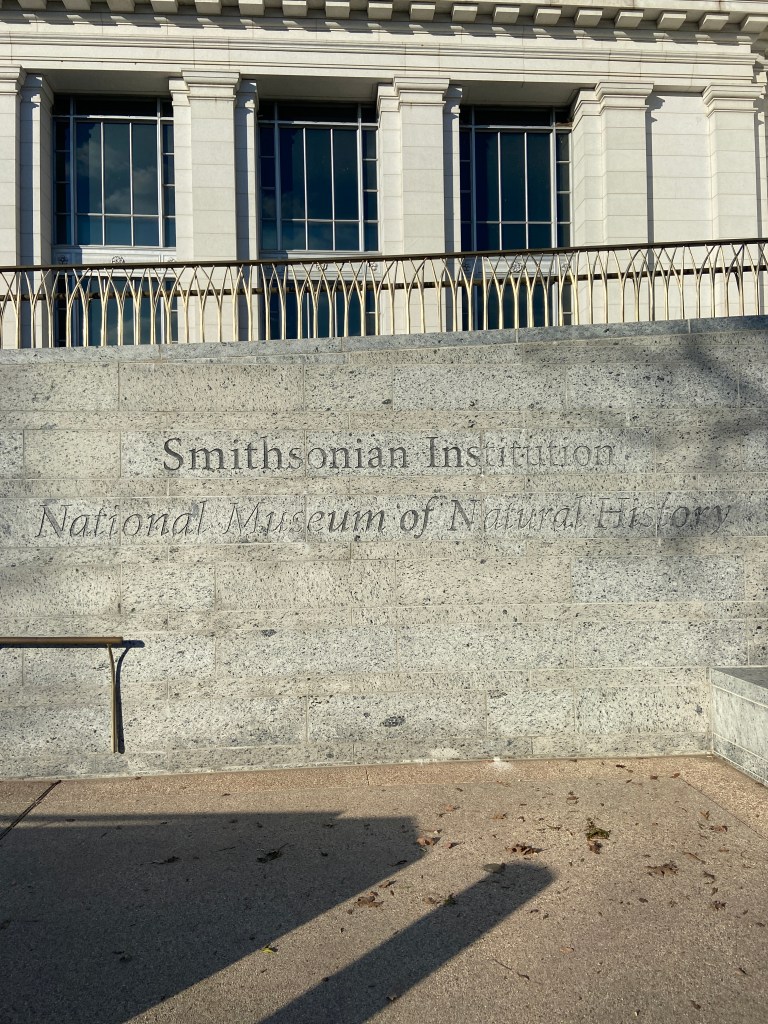 Smithsonian Institution
National Museum of Natural History